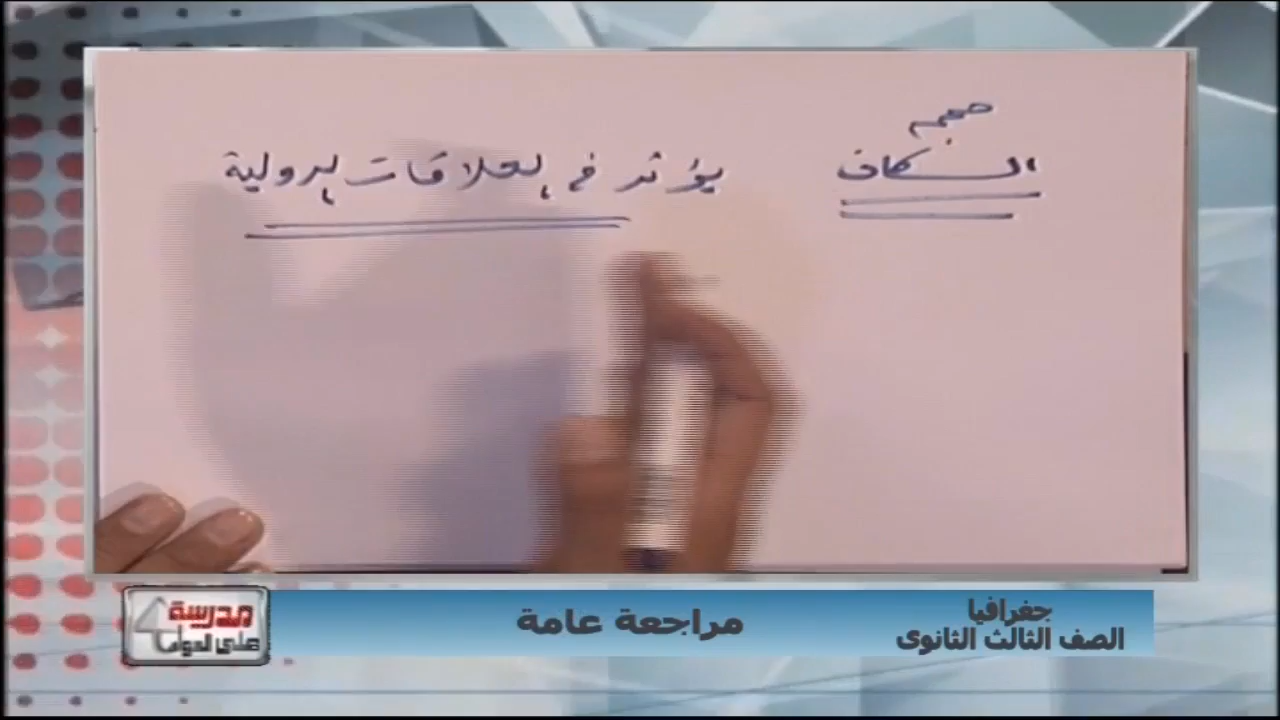 حجم
السكان
يؤثر في العلاقات الدولية
جغرافيا
الصف الثالث الثانوى
مراجعة عامة
مدرسة
على الهواء